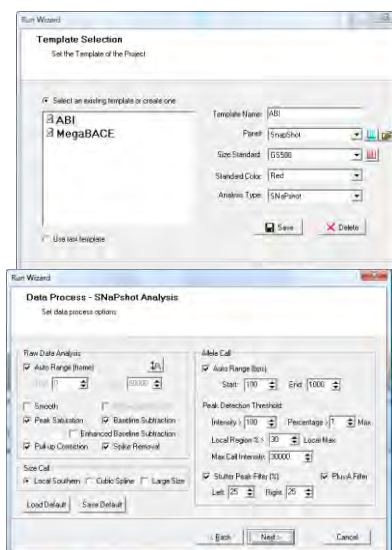 Run Wizard
Template Selection
Set the Template of the Project
Select an existing template or create one
ABI
MegaBACE
Template Name: ABI
Panel: SnapShot
Size Standard: GS500
Standard Color: Red
Analysis Type: SNaPshot
Save
Delete
Use last template
Run Wizard
Data Process - SNaPshot Analysis
Set data process options
Raw Data Analysis
Auto Range (frame)
Smooth
Peak Saturation
Baseline Subtraction
Enhanced Baseline Subtraction
Pull-up Correction
Spike Removal
Size Call
Local Southern
Cubic Spline
Large Size
Load Default
Save Default
Allele Call
Auto Range (bps)
Start: 100 End: 1000
Peak Detection Threshold:
Intensity > 100 Percentage > 1 Max
Local Region % > 30 Local Max
Max Call Intensity: 30000
Stutter Peak Filter (%)
Plus-A Filter
Left: 25 Right: 25
< Back
Next >
Cancel